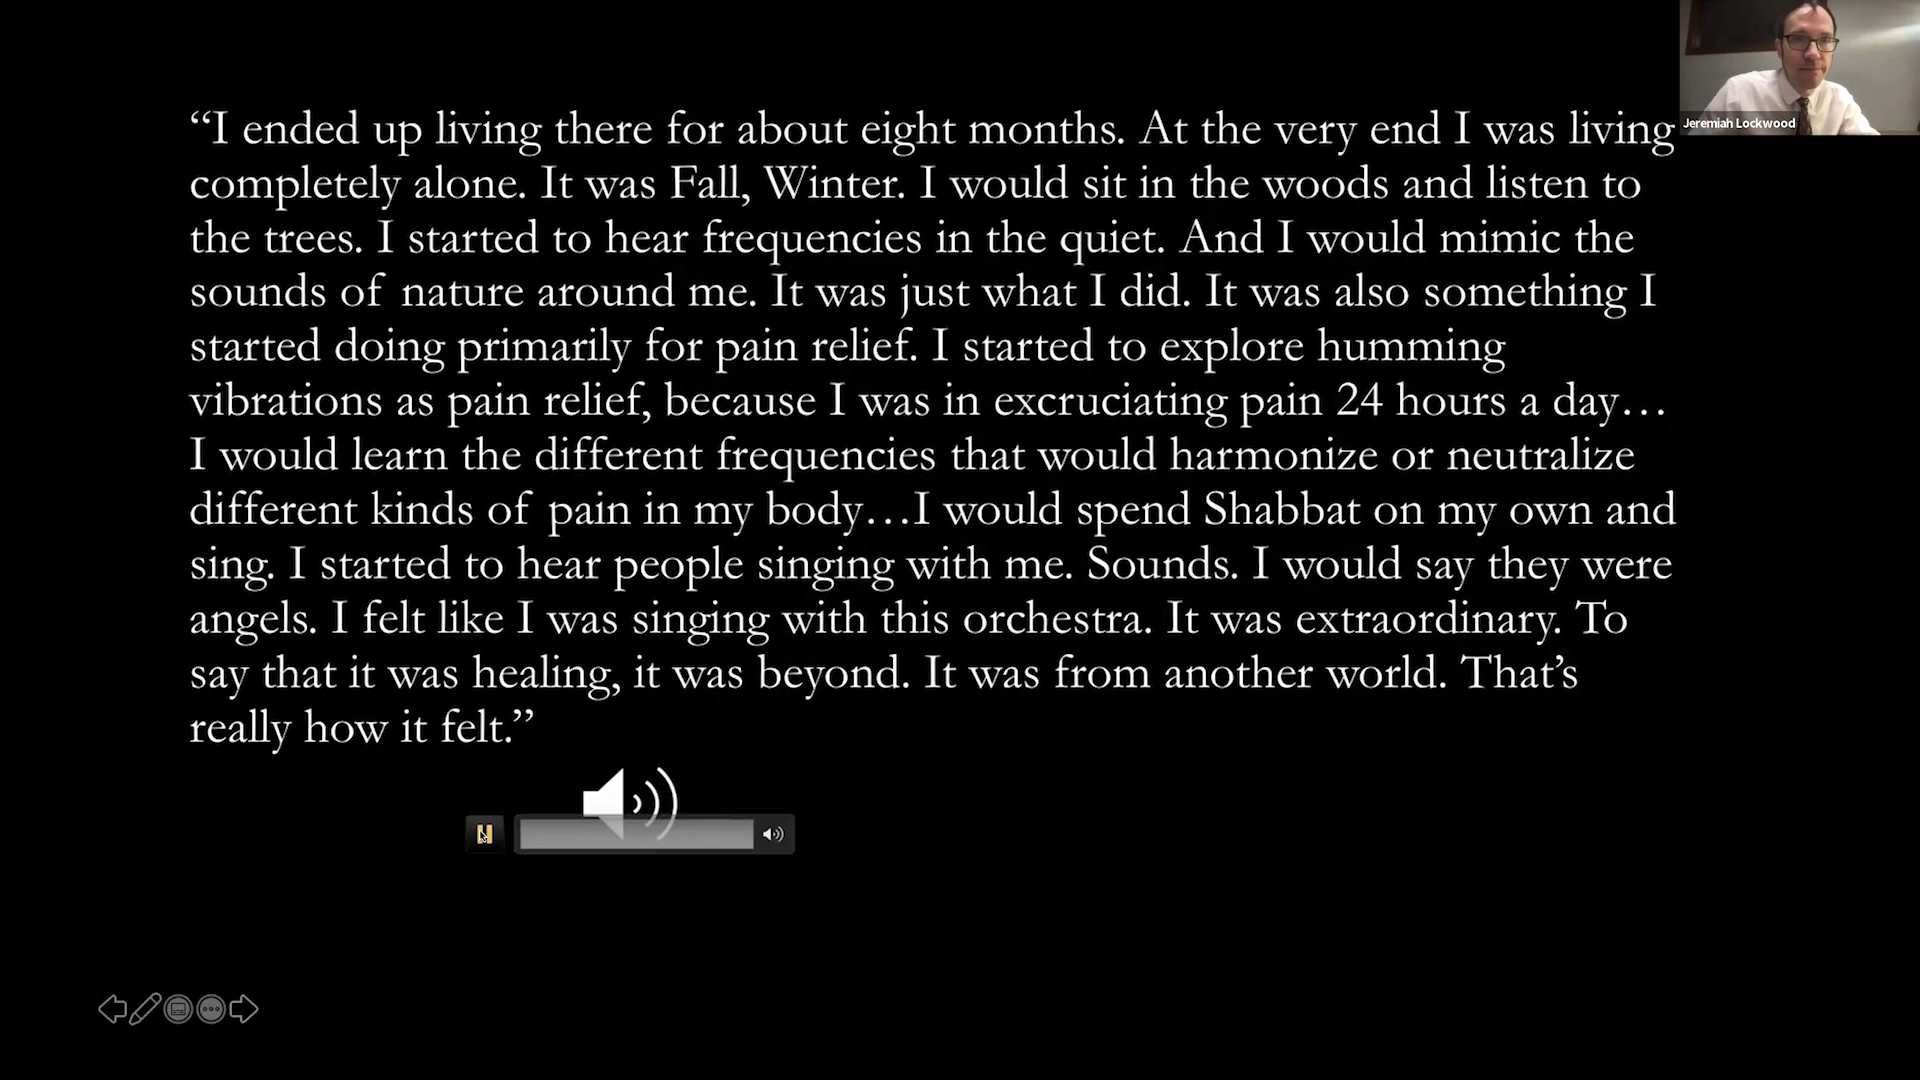 Jeremiah Lockwood
“I ended up living there for about eight months. At the very end I was living
completely alone. It was Fall, Winter. I would sit in the woods and listen to
the trees. I started to hear frequencies in the quiet. And I would mimic the
sounds of nature around me. It was just what I did. It was also something I
started doing primarily for pain relief. I started to explore humming
vibrations as pain relief, because I was in excruciating pain 24 hours a day…
I would learn the different frequencies that would harmonize or neutralize
different kinds of pain in my body…I would spend Shabbat on my own and
sing. I started to hear people singing with me. Sounds. I would say they were
angels. I felt like I was singing with this orchestra. It was extraordinary. To
say that it was healing, it was beyond. It was from another world. That’s
really how it felt.”